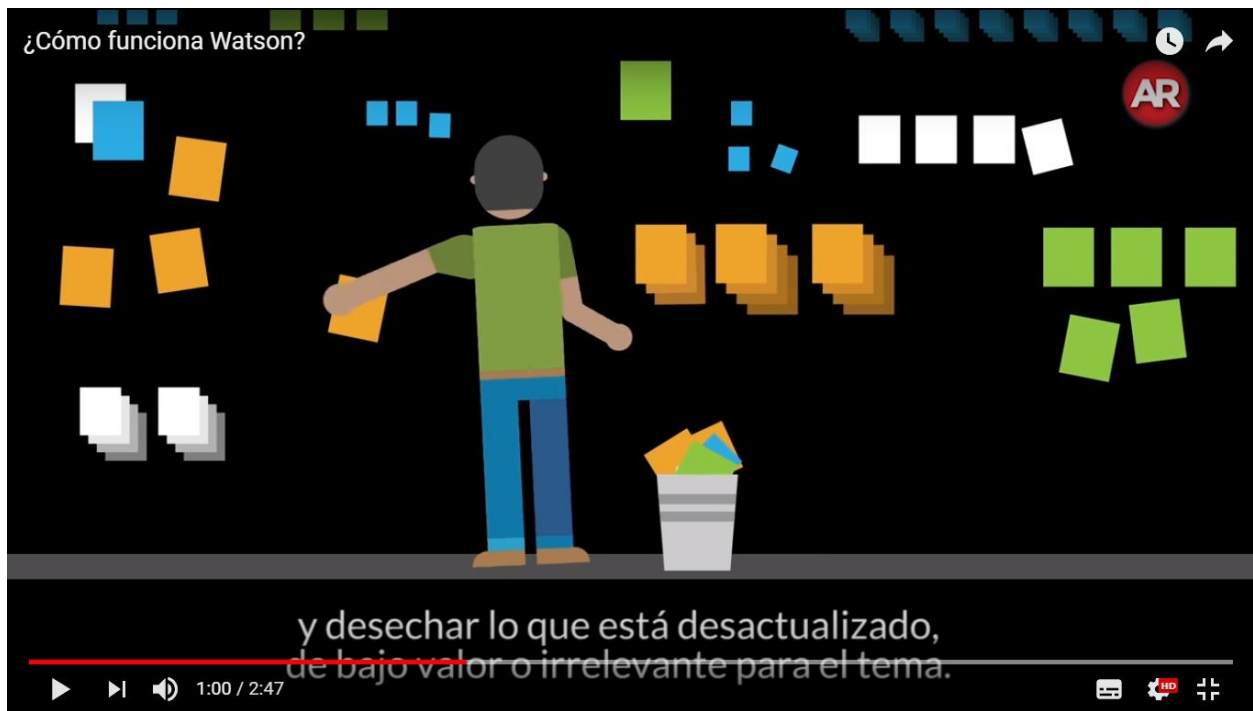 ¿Cómo funciona Watson?
AR
y desechar lo que está desactualizado,
de bajo valor o irrelevante para el tema.
1:00 / 2:47
HD